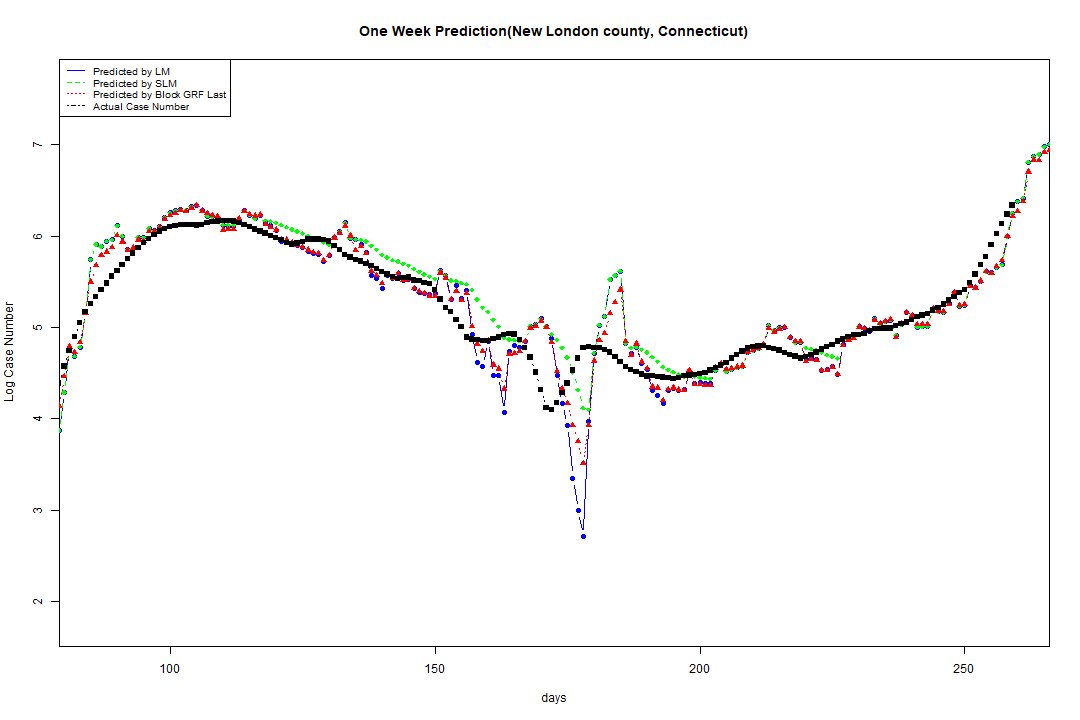 One Week Prediction(New London county, Connecticut)
Predicted by LM
Predicted by SLM
Predicted by Block GRF Last
Actual Case Number
7
6
5
4
3
2
Log Case Number
100 150 200 250
days